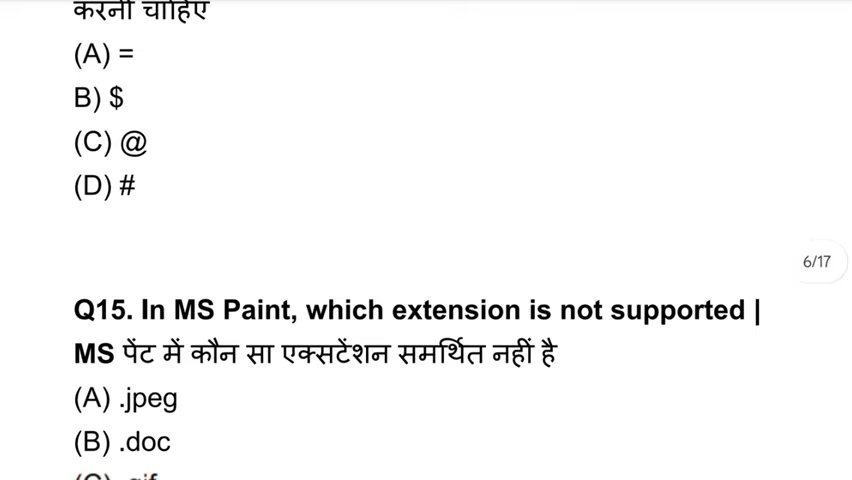 करनी चाहिए
(A) =
B) $
(C) @
(D) #
6/17
Q15. In MS Paint, which extension is not supported |
MS पेंट में कौन सा एक्सटेंशन समर्थित नहीं है
(A) .jpeg
(B) .doc
(C) .gif